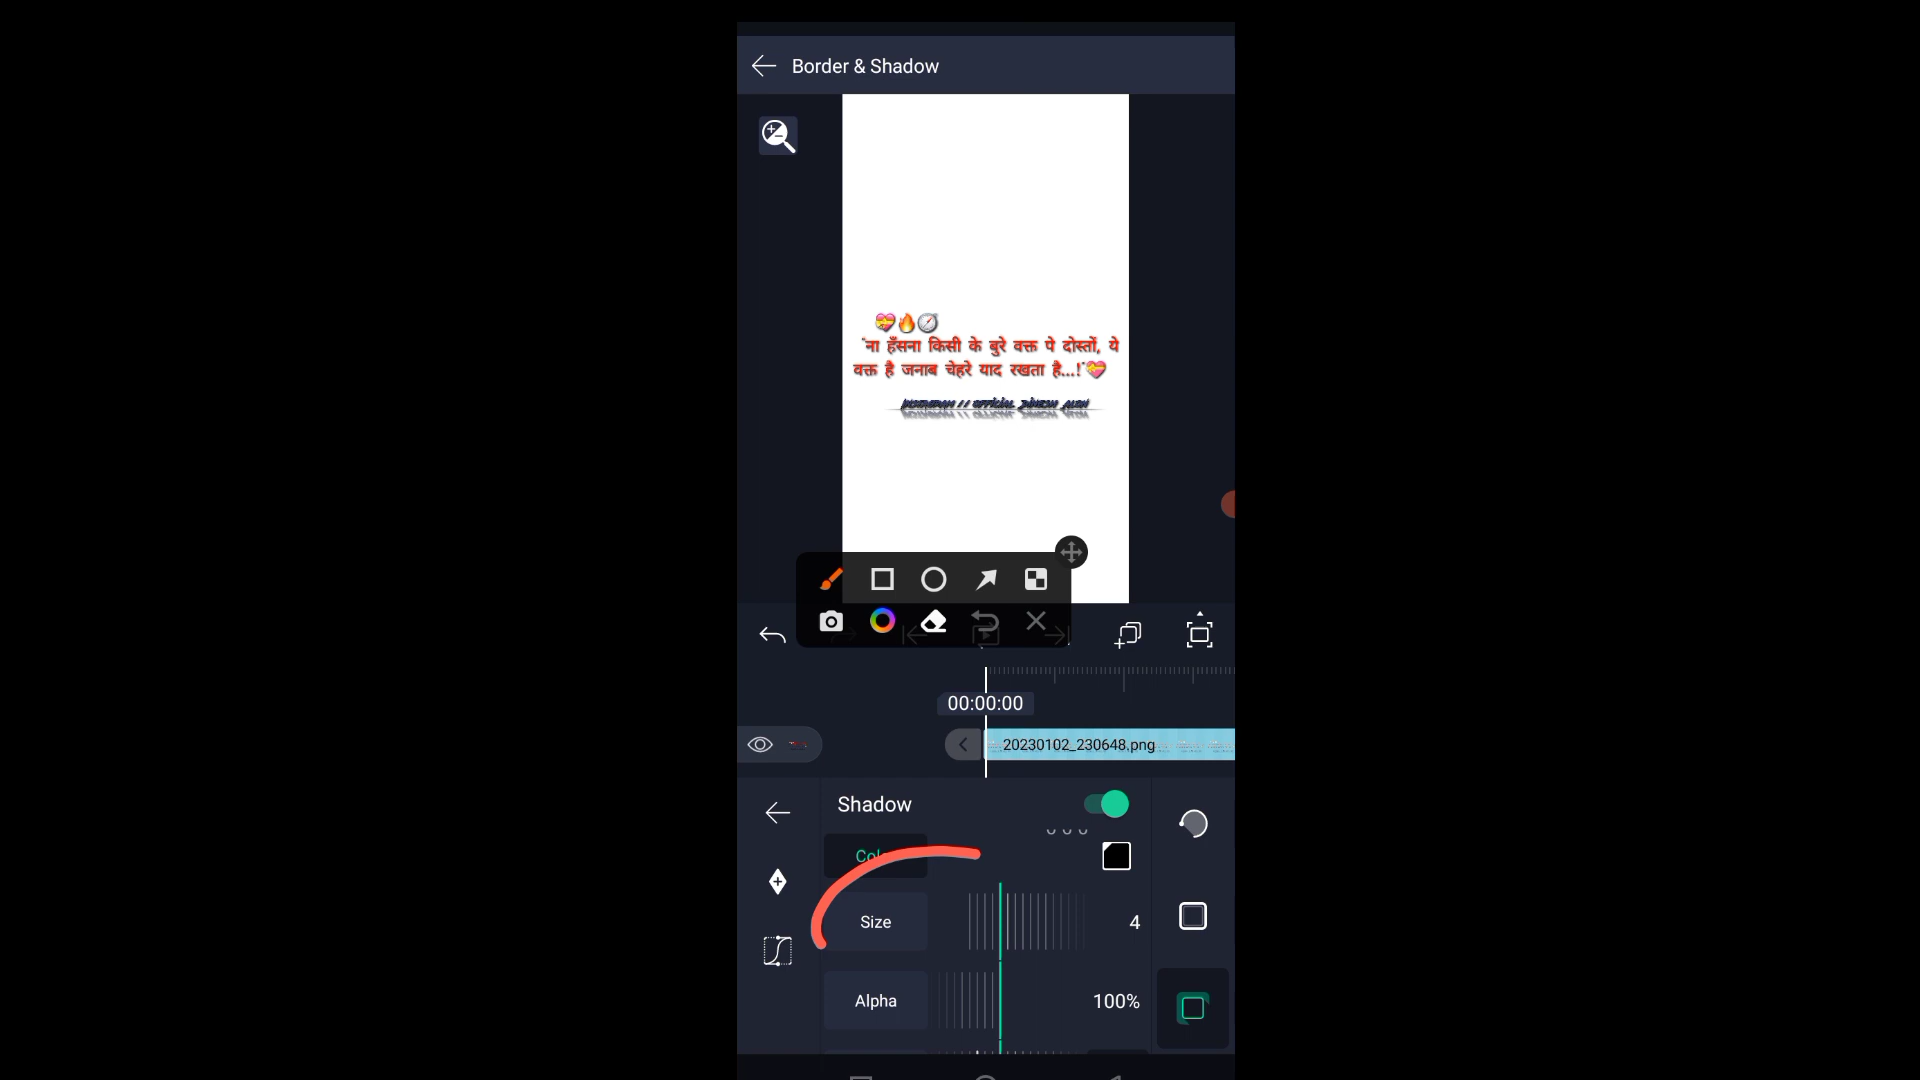 Border & Shadow
"ना हँसना किसी के बुरे वक्त पे दोस्तों, ये
वक्त है जनाब चेहरे याद रखता है...!"
00:00:00
20230102_230648.png
Shadow
Size
4
Alpha
100%